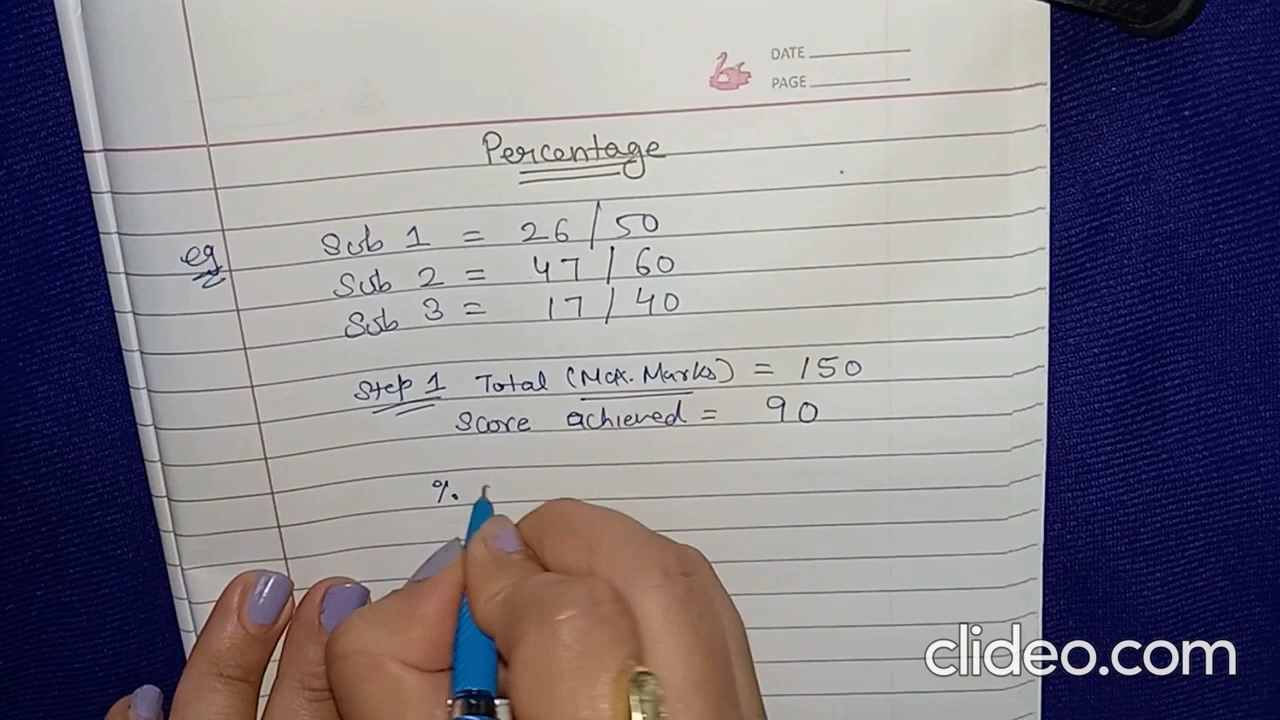 DATE
PAGE
Percentage
eg
Sub 1 = 26/50
Sub 2 = 47/60
Sub 3 = 17/40
Step 1 Total (Max. Marks) = 150
Score achieved = 90
%.
clideo.com